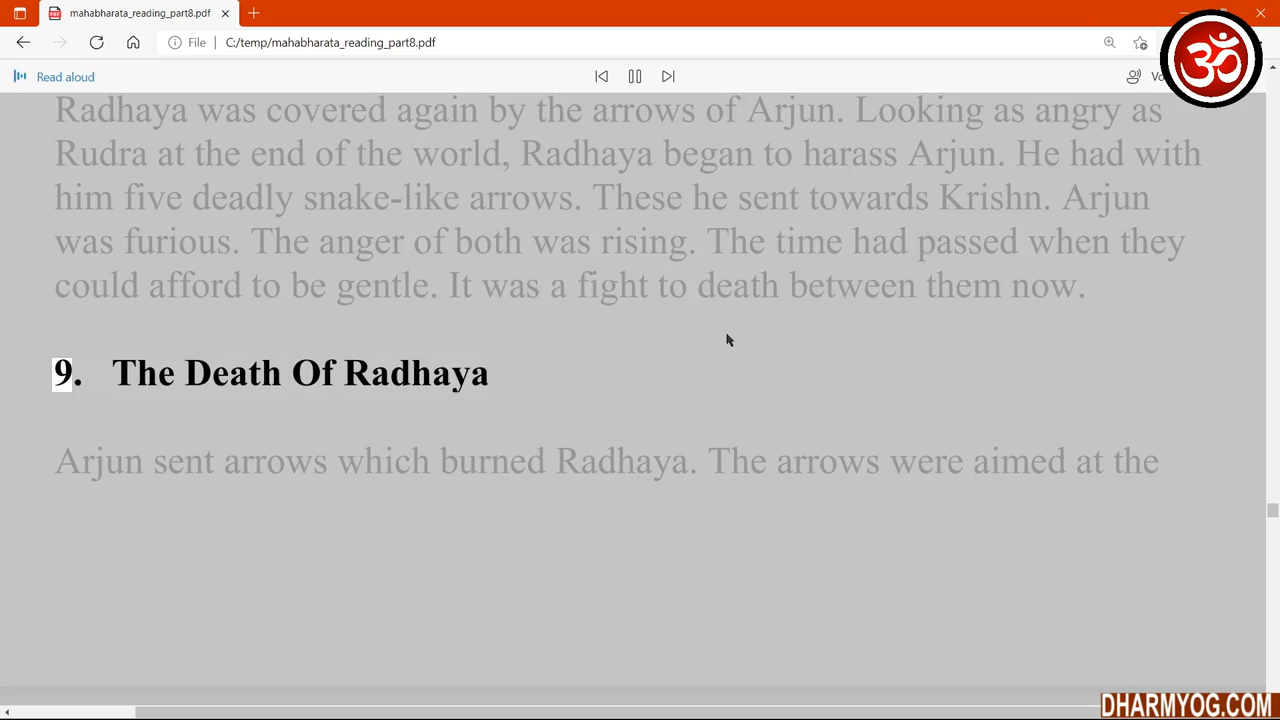 mahabharata_reading_part8.pdf
File
C:/temp/mahabharata_reading_part8.pdf
Read aloud
ॐ
Radhaya was covered again by the arrows of Arjun. Looking as angry as
Rudra at the end of the world, Radhaya began to harass Arjun. He had with
him five deadly snake-like arrows. These he sent towards Krishn. Arjun
was furious. The anger of both was rising. The time had passed when they
could afford to be gentle. It was a fight to death between them now.
9. The Death Of Radhaya
Arjun sent arrows which burned Radhaya. The arrows were aimed at the
DHARMYOG.COM